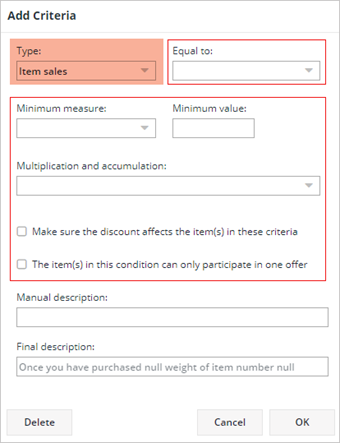 Add Criteria
Type:
Equal to:
Item sales
Minimum measure:
Minimum value:
Multiplication and accumulation:
Make sure the discount affects the item(s) in these criteria
The item(s) in this condition can only participate in one offer
Manual description:
Final description:
Once you have purchased null weight of item number null
Delete
Cancel
OK